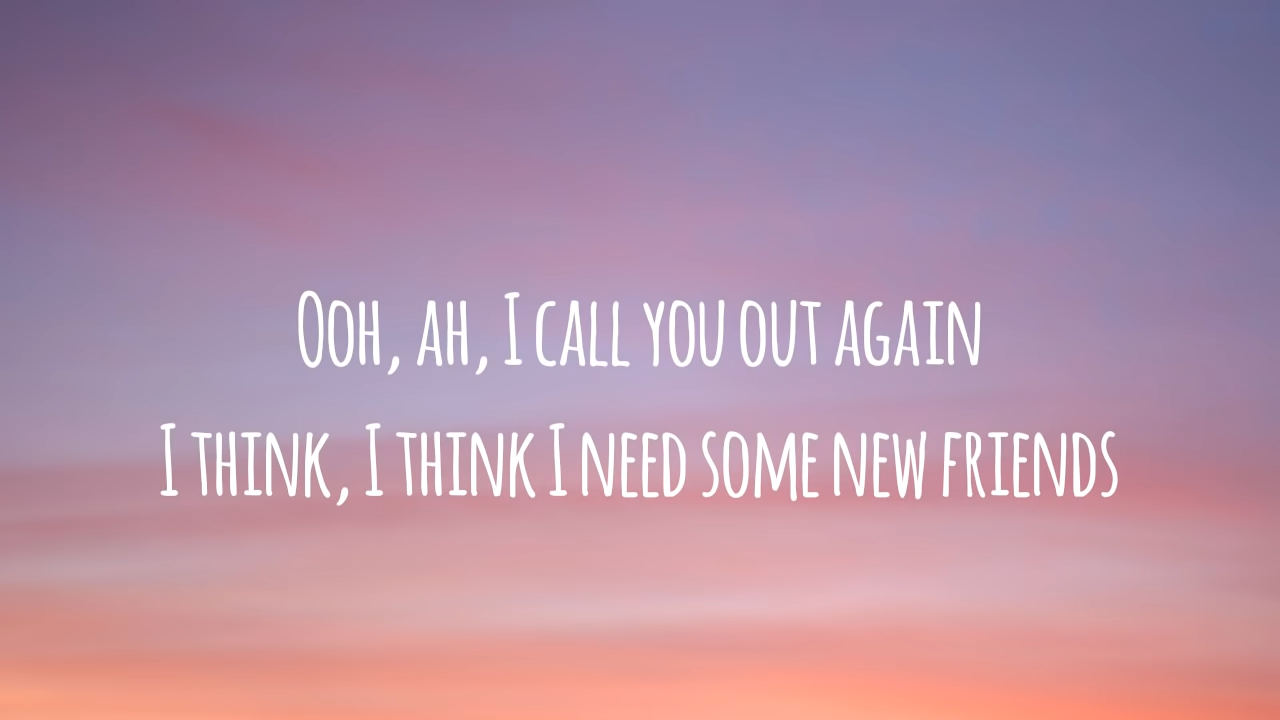 Ooh, ah, I call you out again
I think, I think I need some new friends